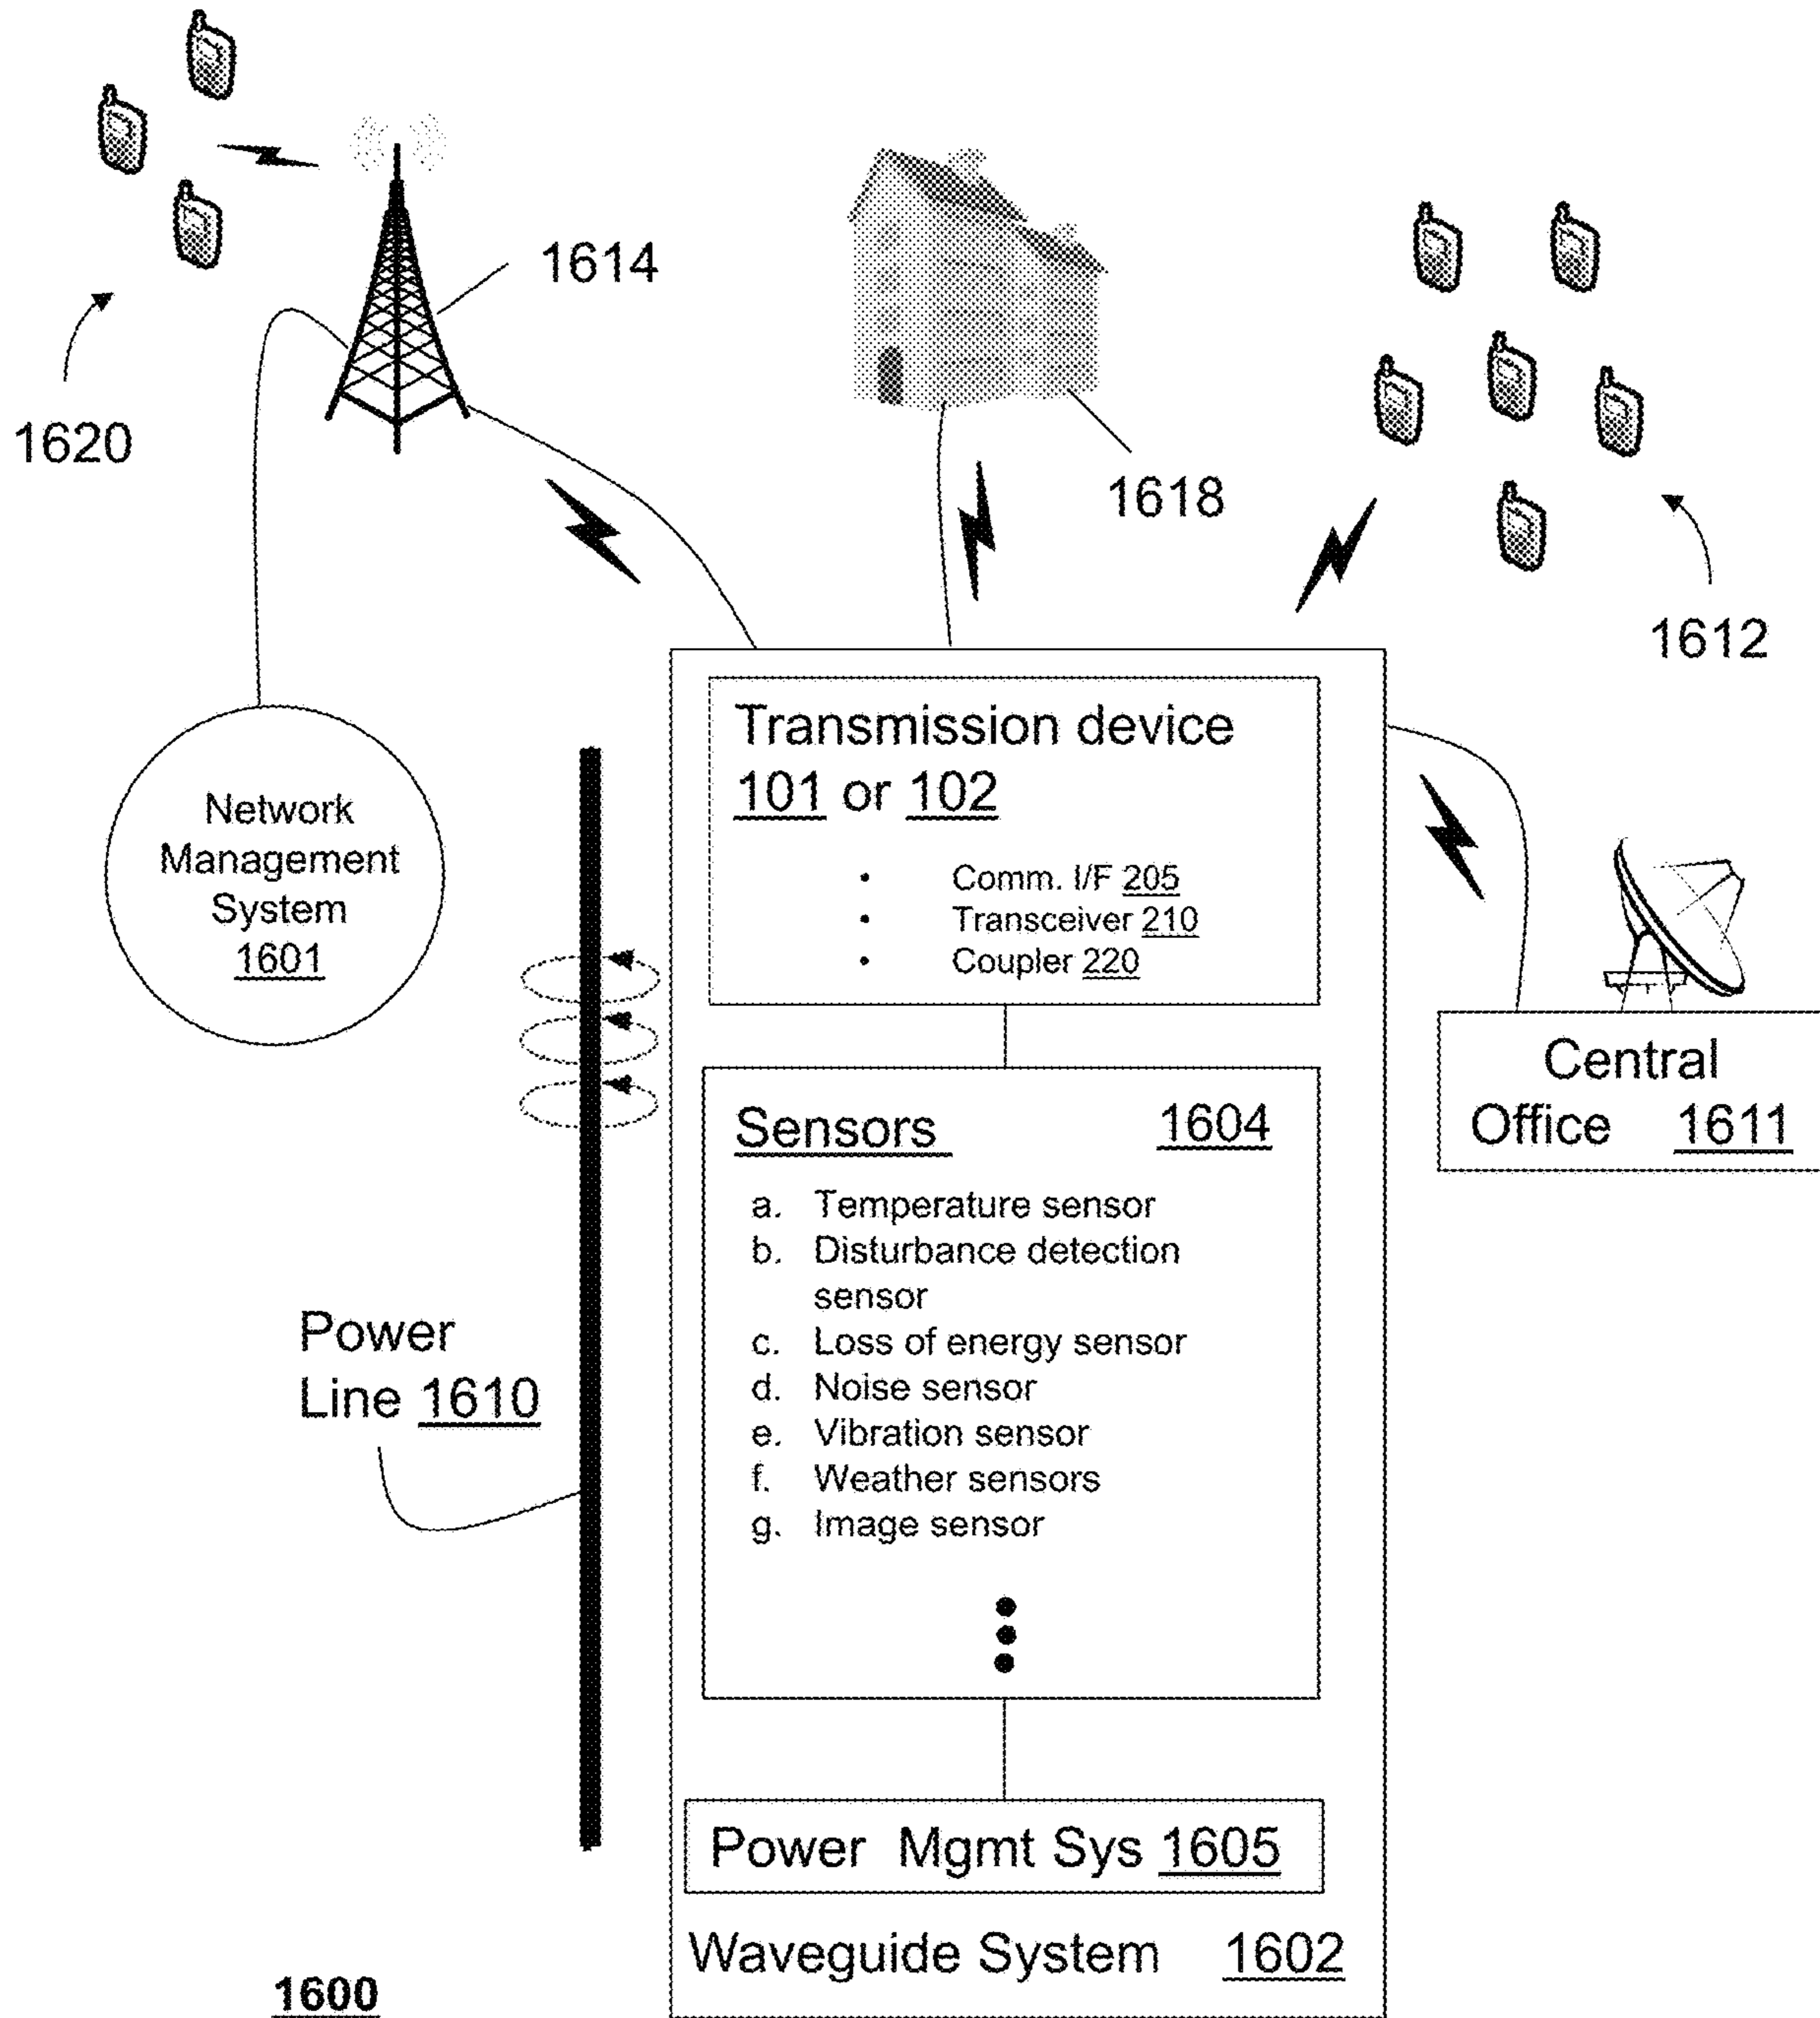 1614
1620
1618
1612
Network
Management
System
1601
Transmission device
101 or 102
• Comm. I/F 205
• Transceiver 210
• Coupler 220
Central
Office 1611
Sensors 1604
a. Temperature sensor
b. Disturbance detection
sensor
c. Loss of energy sensor
d. Noise sensor
e. Vibration sensor
f. Weather sensors
g. Image sensor
Power
Line 1610
Power Mgmt Sys 1605
Waveguide System 1602
1600